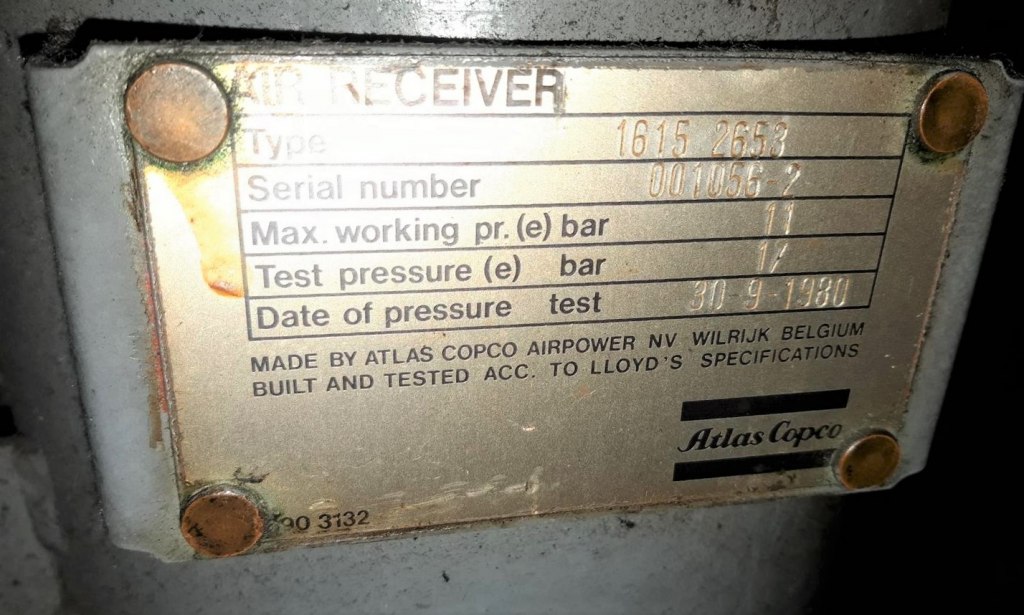 AIR RECEIVER
Type 1615 2653
Serial number 001056-2
Max. working pr. (e) bar 11
Test pressure (e) bar
Date of pressure test 30-9-1980
MADE BY ATLAS COPCO AIRPOWER NV WILRIJK BELGIUM
BUILT AND TESTED ACC. TO LLOYD'S SPECIFICATIONS
Atlas Copco
3132